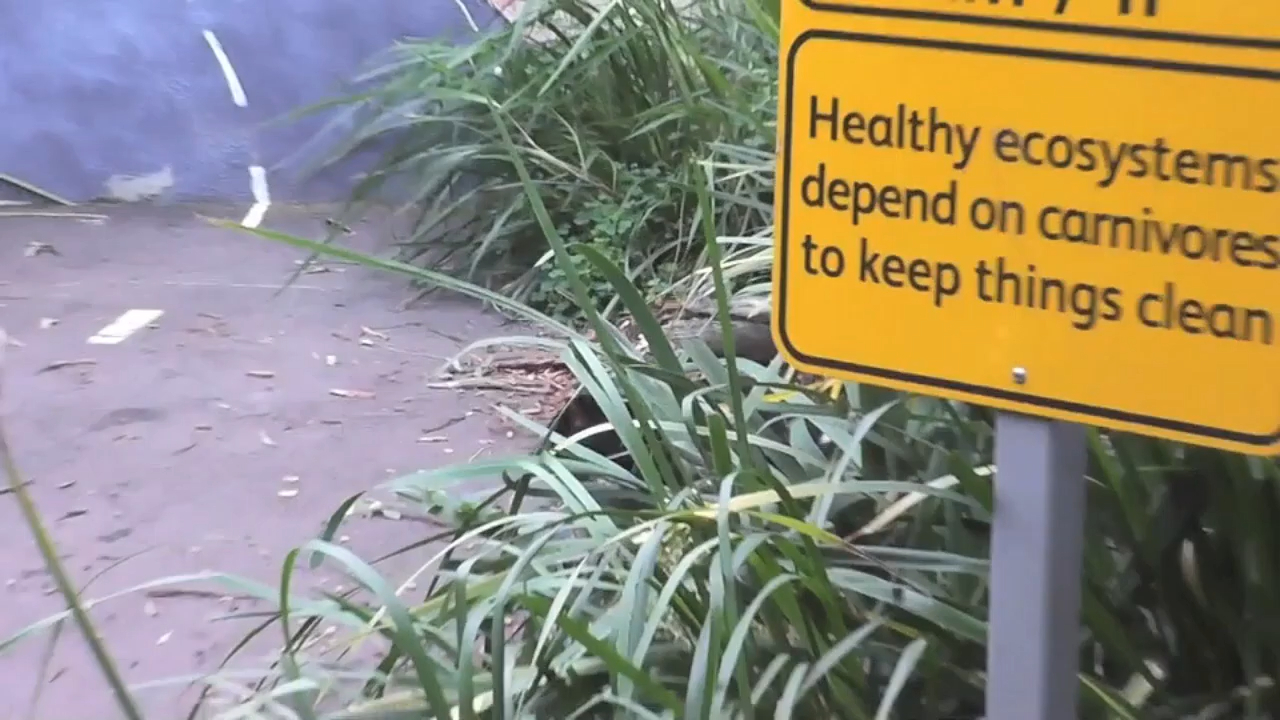 Healthy ecosystems
depend on carnivores
to keep things clean